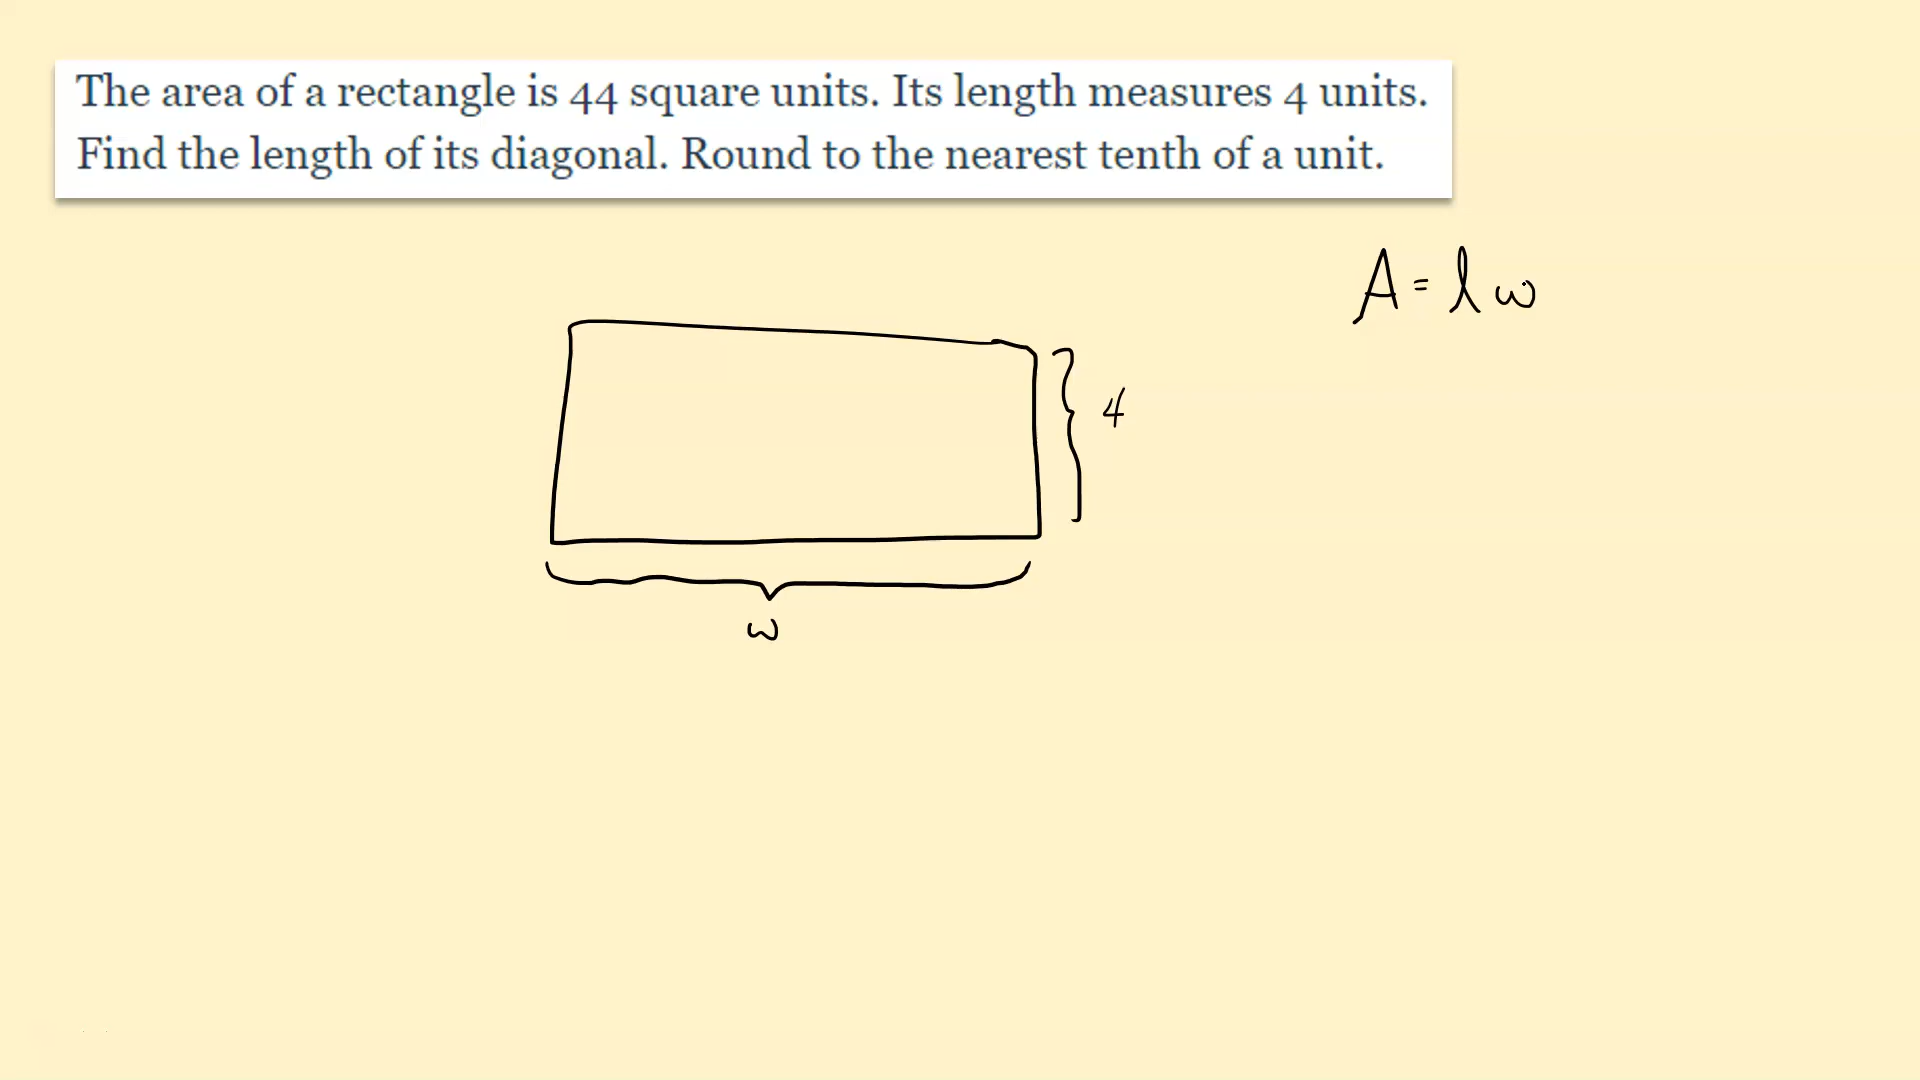 The area of a rectangle is 44 square units. Its length measures 4 units.
Find the length of its diagonal. Round to the nearest tenth of a unit.
A = lw
4
w